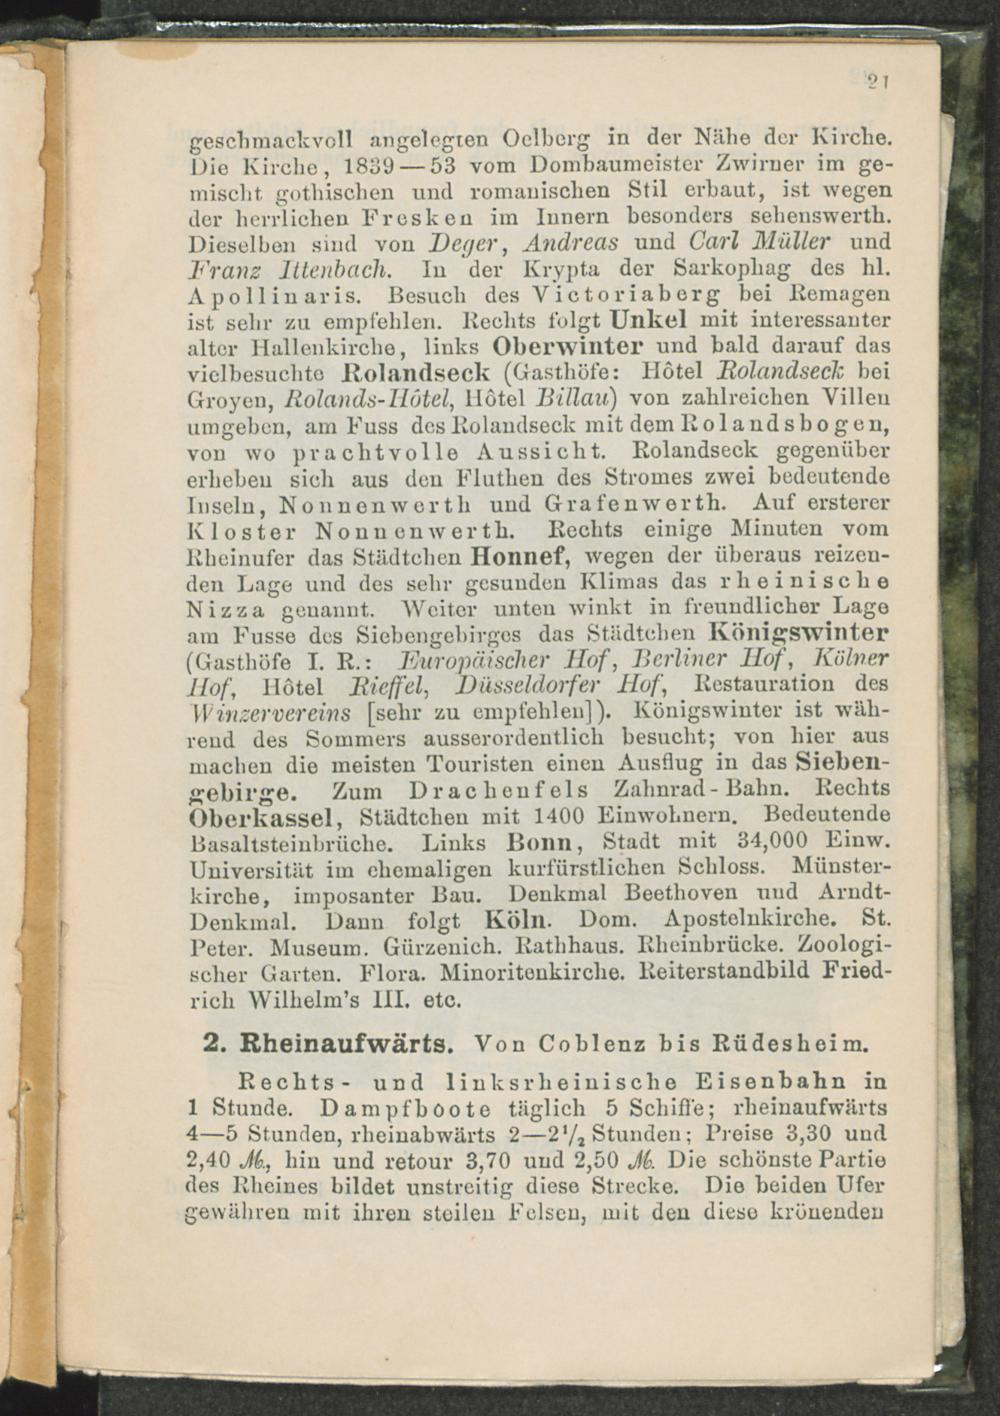 21
geschmackvoll angelegten Oelberg in der Nähe der Kirche.
Die Kirche, 1839—53 vom Dombaumeister Zwirner im ge-
mischt gothischen und romanischen Stil erbaut, ist wegen
der herrlichen Fresken im Innern besonders sehenswerth.
Dieselben sind von Deger, Andreas und Carl Müller und
Franz Ittenbach. In der Krypta der Sarkophag des hl.
Apollinaris. Besuch des Victoriaberg bei Remagen
ist sehr zu empfehlen. Rechts folgt Unkel mit interessanter
alter Hallenkirche, links Oberwinter und bald darauf das
vielbesuchte Rolandseck (Gasthöfe: Hôtel Rolandseck bei
Groyen, Rolands-Hôtel, Hôtel Billau) von zahlreichen Villen
umgeben, am Fuss des Rolandseck mit dem Rolandsbogen,
von wo prachtvolle Aussicht. Rolandseck gegenüber
erheben sich aus den Fluthen des Stromes zwei bedeutende
Inseln, Nonnenwerth und Grafenwerth. Auf ersterer
Kloster Nonnenwerth. Rechts einige Minuten vom
Rheinufer das Städtchen Honnef, wegen der überaus reizen-
den Lage und des sehr gesunden Klimas das rheinische
Nizza genannt. Weiter unten winkt in freundlicher Lage
am Fusse des Siebengebirges das Städtchen Königswinter
(Gasthöfe I. R.: Europäischer Hof, Berliner Hof, Kölner
Hof, Hôtel Rieffel, Düsseldorfer Hof, Restauration des
Winzervereins [sehr zu empfehlen]). Königswinter ist wäh-
rend des Sommers ausserordentlich besucht; von hier aus
machen die meisten Touristen einen Ausflug in das Sieben-
gebirge. Zum Drachenfels Zahnrad-Bahn. Rechts
Oberkassel, Städtchen mit 1400 Einwohnern. Bedeutende
Basaltsteinbrüche. Links Bonn, Stadt mit 34,000 Einw.
Universität im ehemaligen kurfürstlichen Schloss. Münster-
kirche, imposanter Bau. Denkmal Beethoven und Arndt-
Denkmal. Dann folgt Köln. Dom. Apostelnkirche. St.
Peter. Museum. Gürzenich. Rathhaus. Rheinbrücke. Zoologi-
scher Garten. Flora. Minoritenkirche. Reiterstandbild Fried-
rich Wilhelm's III. etc.
2. Rheinaufwärts. Von Coblenz bis Rüdesheim.
Rechts- und linksrheinische Eisenbahn in
1 Stunde. Dampfboote täglich 5 Schiffe; rheinaufwärts
4—5 Stunden, rheinabwärts 2—2½ Stunden; Preise 3,30 und
2,40 ℳ, hin und retour 3,70 und 2,50 ℳ. Die schönste Partie
des Rheines bildet unstreitig diese Strecke. Die beiden Ufer
gewähren mit ihren steilen Felsen, mit den diese krönenden